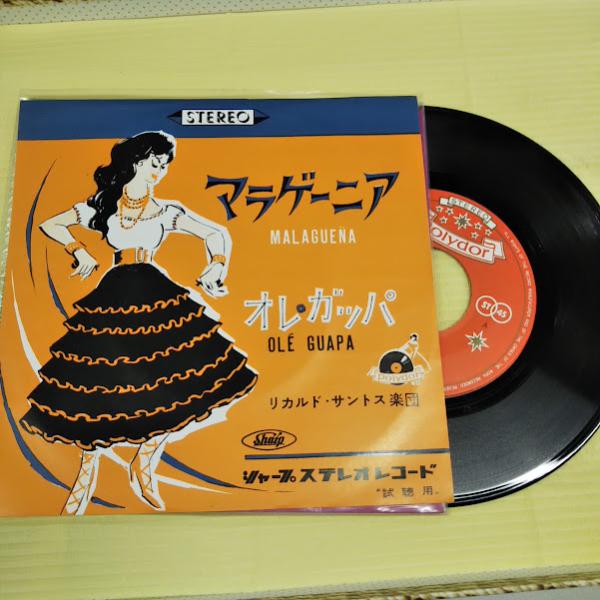 STEREO
マラゲーニア
MALAGUEÑA
オレ・ガッパ
OLÉ GUAPA
Polydor
リカルド・サントス楽団
Sharp
シャープステレオレコード
"試聴用"
STEREO
Polydor
ST 45